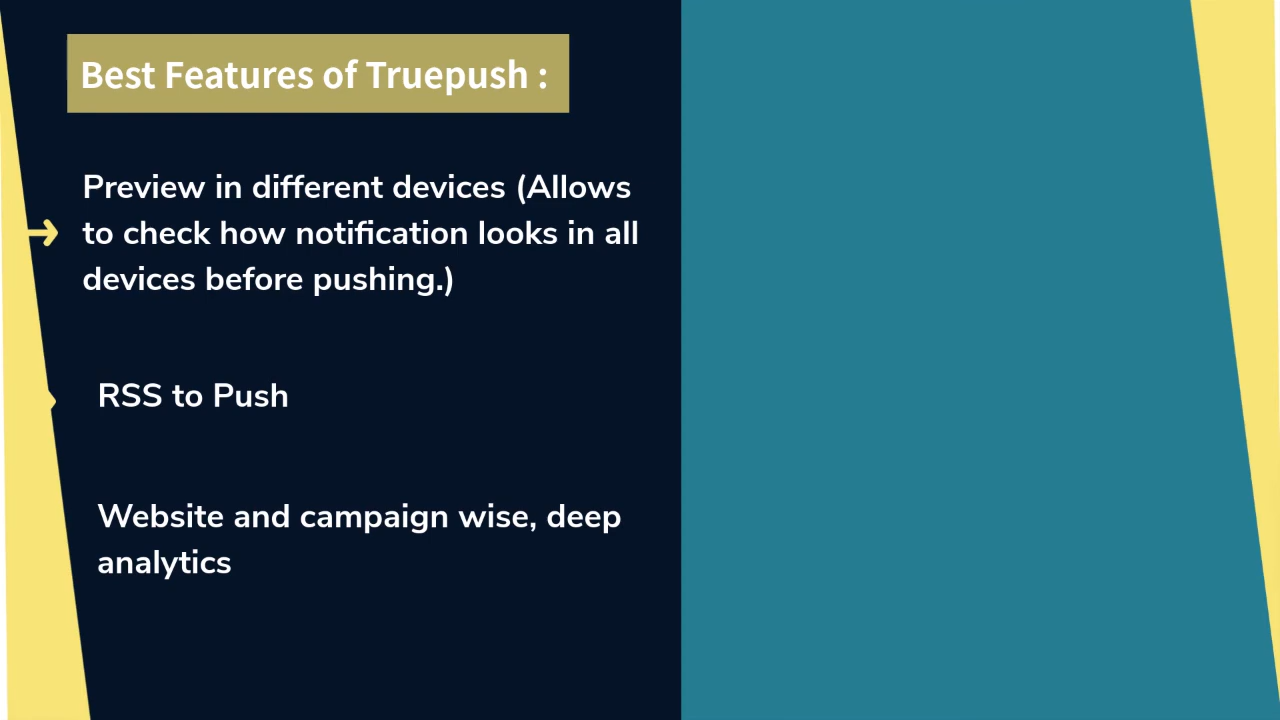 Best Features of Truepush :
Preview in different devices (Allows
to check how notification looks in all
devices before pushing.)
RSS to Push
Website and campaign wise, deep
analytics